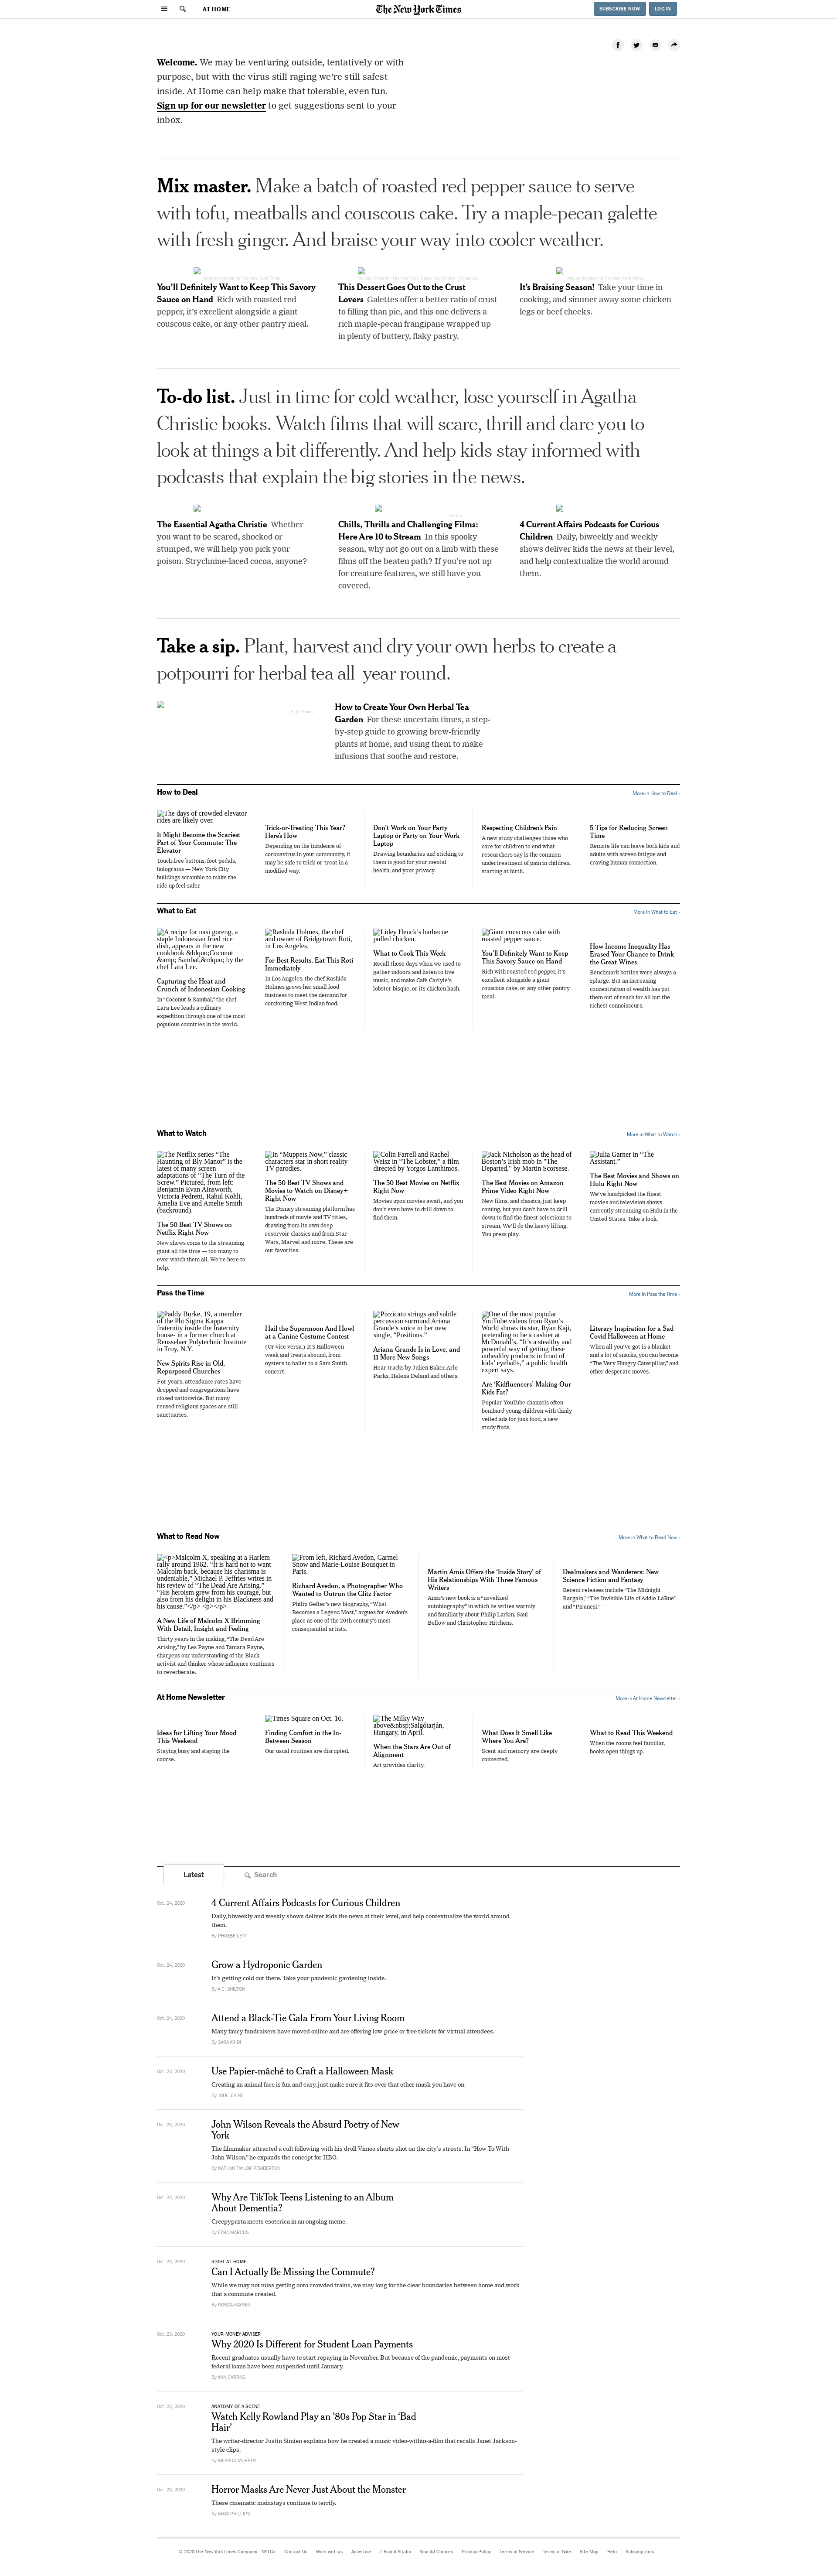 AT HOME
The New York Times
SUBSCRIBE NOW
LOG IN
Welcome. We may be venturing outside, tentatively or with
purpose, but with the virus still raging we’re still safest
inside. At Home can help make that tolerable, even fun.
Sign up for our newsletter to get suggestions sent to your
inbox.
Mix master. Make a batch of roasted red pepper sauce to serve
with tofu, meatballs and couscous cake. Try a maple-pecan galette
with fresh ginger. And braise your way into cooler weather.
You’ll Definitely Want to Keep This Savory
Sauce on Hand Rich with roasted red
pepper, it’s excellent alongside a giant
couscous cake, or any other pantry meal.
This Dessert Goes Out to the Crust
Lovers Galettes offer a better ratio of crust
to filling than pie, and this one delivers a
rich maple-pecan frangipane wrapped up
in plenty of buttery, flaky pastry.
It’s Braising Season! Take your time in
cooking, and simmer away some chicken
legs or beef cheeks.
To-do list. Just in time for cold weather, lose yourself in Agatha
Christie books. Watch films that will scare, thrill and dare you to
look at things a bit differently. And help kids stay informed with
podcasts that explain the big stories in the news.
The Essential Agatha Christie Whether
you want to be scared, shocked or
stumped, we will help you pick your
poison. Strychnine-laced cocoa, anyone?
Chills, Thrills and Challenging Films:
Here Are 10 to Stream In this spooky
season, why not go out on a limb with these
films off the beaten path? If you’re not up
for creature features, we still have you
covered.
4 Current Affairs Podcasts for Curious
Children Daily, biweekly and weekly
shows deliver kids the news at their level,
and help contextualize the world around
them.
Take a sip. Plant, harvest and dry your own herbs to create a
potpourri for herbal tea all year round.
How to Create Your Own Herbal Tea
Garden For these uncertain times, a step-
by-step guide to growing brew-friendly
plants at home, and using them to make
infusions that soothe and restore.
How to Deal
More in How to Deal ›
The days of crowded elevator
rides are likely over.
It Might Become the Scariest
Part of Your Commute: The
Elevator
Touch-free buttons, foot pedals,
holograms — New York City
buildings scramble to make the
ride up feel safer.
Trick-or-Treating This Year?
Here’s How
Depending on the incidence of
coronavirus in your community, it
may be safe to trick-or-treat in a
modified way.
Don’t Work on Your Party
Laptop or Party on Your Work
Laptop
Drawing boundaries and sticking to
them is good for your mental
health, and your privacy.
Respecting Children’s Pain
A new study challenges those who
care for children to end what
researchers say is the common
undertreatment of pain in children,
starting at birth.
5 Tips for Reducing Screen
Time
Remote life can leave both kids and
adults with screen fatigue and
craving human connection.
What to Eat
More in What to Eat ›
A recipe for nasi goreng, a
staple Indonesian fried rice
dish, appears in the new
cookbook &ldquo;Coconut
&amp; Sambal,&rdquo; by the
chef Lara Lee.
Capturing the Heat and
Crunch of Indonesian Cooking
In “Coconut & Sambal,” the chef
Lara Lee leads a culinary
expedition through one of the most
populous countries in the world.
Rashida Holmes, the chef
and owner of Bridgetown Roti,
in Los Angeles.
For Best Results, Eat This Roti
Immediately
In Los Angeles, the chef Rashida
Holmes grows her small food
business to meet the demand for
comforting West Indian food.
Lidey Heuck’s barbecue
pulled chicken.
What to Cook This Week
Recall those days when we used to
gather indoors and listen to live
music, and make Café Carlyle’s
lobster bisque, or its chicken hash.
Giant couscous cake with
roasted pepper sauce.
You’ll Definitely Want to Keep
This Savory Sauce on Hand
Rich with roasted red pepper, it’s
excellent alongside a giant
couscous cake, or any other pantry
meal.
How Income Inequality Has
Erased Your Chance to Drink
the Great Wines
Benchmark bottles were always a
splurge. But an increasing
concentration of wealth has put
them out of reach for all but the
richest connoisseurs.
What to Watch
More in What to Watch ›
The Netflix series “The
Haunting of Bly Manor” is the
latest of many screen
adaptations of “The Turn of the
Screw.” Pictured, from left:
Benjamin Evan Ainsworth,
Victoria Pedretti, Rahul Kohli,
Amelia Eve and Amelie Smith
(backround).
The 50 Best TV Shows on
Netflix Right Now
New shows come to the streaming
giant all the time — too many to
ever watch them all. We’re here to
help.
In “Muppets Now,” classic
characters star in short reality
TV parodies.
The 50 Best TV Shows and
Movies to Watch on Disney+
Right Now
The Disney streaming platform has
hundreds of movie and TV titles,
drawing from its own deep
reservoir classics and from Star
Wars, Marvel and more. These are
our favorites.
Colin Farrell and Rachel
Weisz in “The Lobster,” a film
directed by Yorgos Lanthimos.
The 50 Best Movies on Netflix
Right Now
Movies upon movies await, and you
don’t even have to drill down to
find them.
Jack Nicholson as the head of
Boston’s Irish mob in "The
Departed," by Martin Scorsese.
The Best Movies on Amazon
Prime Video Right Now
New films, and classics, just keep
coming, but you don’t have to drill
down to find the finest selections to
stream. We’ll do the heavy lifting.
You press play.
Julia Garner in “The
Assistant.”
The Best Movies and Shows on
Hulu Right Now
We’ve handpicked the finest
movies and television shows
currently streaming on Hulu in the
United States. Take a look.
Pass the Time
More in Pass the Time ›
Paddy Burke, 19, a member
of the Phi Sigma Kappa
fraternity inside the fraternity
house- in a former church at
Rensselaer Polytechnic Institute
in Troy, N.Y.
New Spirits Rise in Old,
Repurposed Churches
For years, attendance rates have
dropped and congregations have
closed nationwide. But many
reused religious spaces are still
sanctuaries.
Hail the Supermoon And Howl
at a Canine Costume Contest
(Or vice versa.) It’s Halloween
week and treats abound, from
oysters to ballet to a Sam Smith
concert.
Pizzicato strings and subtle
percussion surround Ariana
Grande’s voice in her new
single, “Positions.”
Ariana Grande Is in Love, and
11 More New Songs
Hear tracks by Julien Baker, Arlo
Parks, Helena Deland and others.
One of the most popular
YouTube videos from Ryan’s
World shows its star, Ryan Kaji,
pretending to be a cashier at
McDonald’s. “It’s a stealthy and
powerful way of getting these
unhealthy products in front of
kids’ eyeballs,” a public health
expert says.
Are ‘Kidfluencers’ Making Our
Kids Fat?
Popular YouTube channels often
bombard young children with thinly
veiled ads for junk food, a new
study finds.
Literary Inspiration for a Sad
Covid Halloween at Home
When all you’ve got is a blanket
and a lot of snacks, you can become
“The Very Hungry Caterpillar,” and
other desperate moves.
What to Read Now
More in What to Read Now ›
<p>Malcolm X, speaking at a Harlem
rally around 1962. “It is hard not to want
Malcolm back, because his charisma is
undeniable,” Michael P. Jeffries writes in
his review of “The Dead Are Arising.”
“His heroism grew from his courage, but
also from his delight in his Blackness and
his cause.”</p> <p></p>
A New Life of Malcolm X Brimming
With Detail, Insight and Feeling
Thirty years in the making, “The Dead Are
Arising,” by Les Payne and Tamara Payne,
sharpens our understanding of the Black
activist and thinker whose influence continues
to reverberate.
From left, Richard Avedon, Carmel
Snow and Marie-Louise Bousquet in
Paris.
Richard Avedon, a Photographer Who
Wanted to Outrun the Glitz Factor
Philip Gefter’s new biography, “What
Becomes a Legend Most,” argues for Avedon’s
place as one of the 20th century’s most
consequential artists.
Martin Amis Offers the ‘Inside Story’ of
His Relationships With Three Famous
Writers
Amis’s new book is a “novelized
autobiography” in which he writes warmly
and familiarly about Philip Larkin, Saul
Bellow and Christopher Hitchens.
Dealmakers and Wanderers: New
Science Fiction and Fantasy
Recent releases include “The Midnight
Bargain,” “The Invisible Life of Addie LaRue”
and “Piranesi.”
At Home Newsletter
More in At Home Newsletter ›
Ideas for Lifting Your Mood
This Weekend
Staying busy and staying the
course.
Times Square on Oct. 16.
Finding Comfort in the In-
Between Season
Our usual routines are disrupted.
The Milky Way
above&nbsp;Salgótarján,
Hungary, in April.
When the Stars Are Out of
Alignment
Art provides clarity.
What Does It Smell Like
Where You Are?
Scent and memory are deeply
connected.
What to Read This Weekend
When the rooms feel familiar,
books open things up.
Latest
Search
Oct. 24, 2020
4 Current Affairs Podcasts for Curious Children
Daily, biweekly and weekly shows deliver kids the news at their level, and help contextualize the world around
them.
By PHOEBE LETT
Oct. 24, 2020
Grow a Hydroponic Garden
It’s getting cold out there. Take your pandemic gardening inside.
By A.C. SHILTON
Oct. 24, 2020
Attend a Black-Tie Gala From Your Living Room
Many fancy fundraisers have moved online and are offering low-price or free tickets for virtual attendees.
By SARA ARIDI
Oct. 23, 2020
Use Papier-mâché to Craft a Halloween Mask
Creating an animal face is fun and easy, just make sure it fits over that other mask you have on.
By JODI LEVINE
Oct. 23, 2020
John Wilson Reveals the Absurd Poetry of New
York
The filmmaker attracted a cult following with his droll Vimeo shorts shot on the city’s streets. In “How To With
John Wilson,” he expands the concept for HBO.
By NATHAN TAYLOR PEMBERTON
Oct. 23, 2020
Why Are TikTok Teens Listening to an Album
About Dementia?
Creepypasta meets esoterica in an ongoing meme.
By EZRA MARCUS
Oct. 23, 2020
RIGHT AT HOME
Can I Actually Be Missing the Commute?
While we may not miss getting onto crowded trains, we may long for the clear boundaries between home and work
that a commute created.
By RONDA KAYSEN
Oct. 23, 2020
YOUR MONEY ADVISER
Why 2020 Is Different for Student Loan Payments
Recent graduates usually have to start repaying in November. But because of the pandemic, payments on most
federal loans have been suspended until January.
By ANN CARRNS
Oct. 23, 2020
ANATOMY OF A SCENE
Watch Kelly Rowland Play an ’80s Pop Star in ‘Bad
Hair’
The writer-director Justin Simien explains how he created a music video-within-a-film that recalls Janet Jackson-
style clips.
By MEKADO MURPHY
Oct. 23, 2020
Horror Masks Are Never Just About the Monster
These cinematic mainstays continue to terrify.
By MAYA PHILLIPS
© 2020 The New York Times Company
NYTCo
Contact Us
Work with us
Advertise
T Brand Studio
Your Ad Choices
Privacy Policy
Terms of Service
Terms of Sale
Site Map
Help
Subscriptions